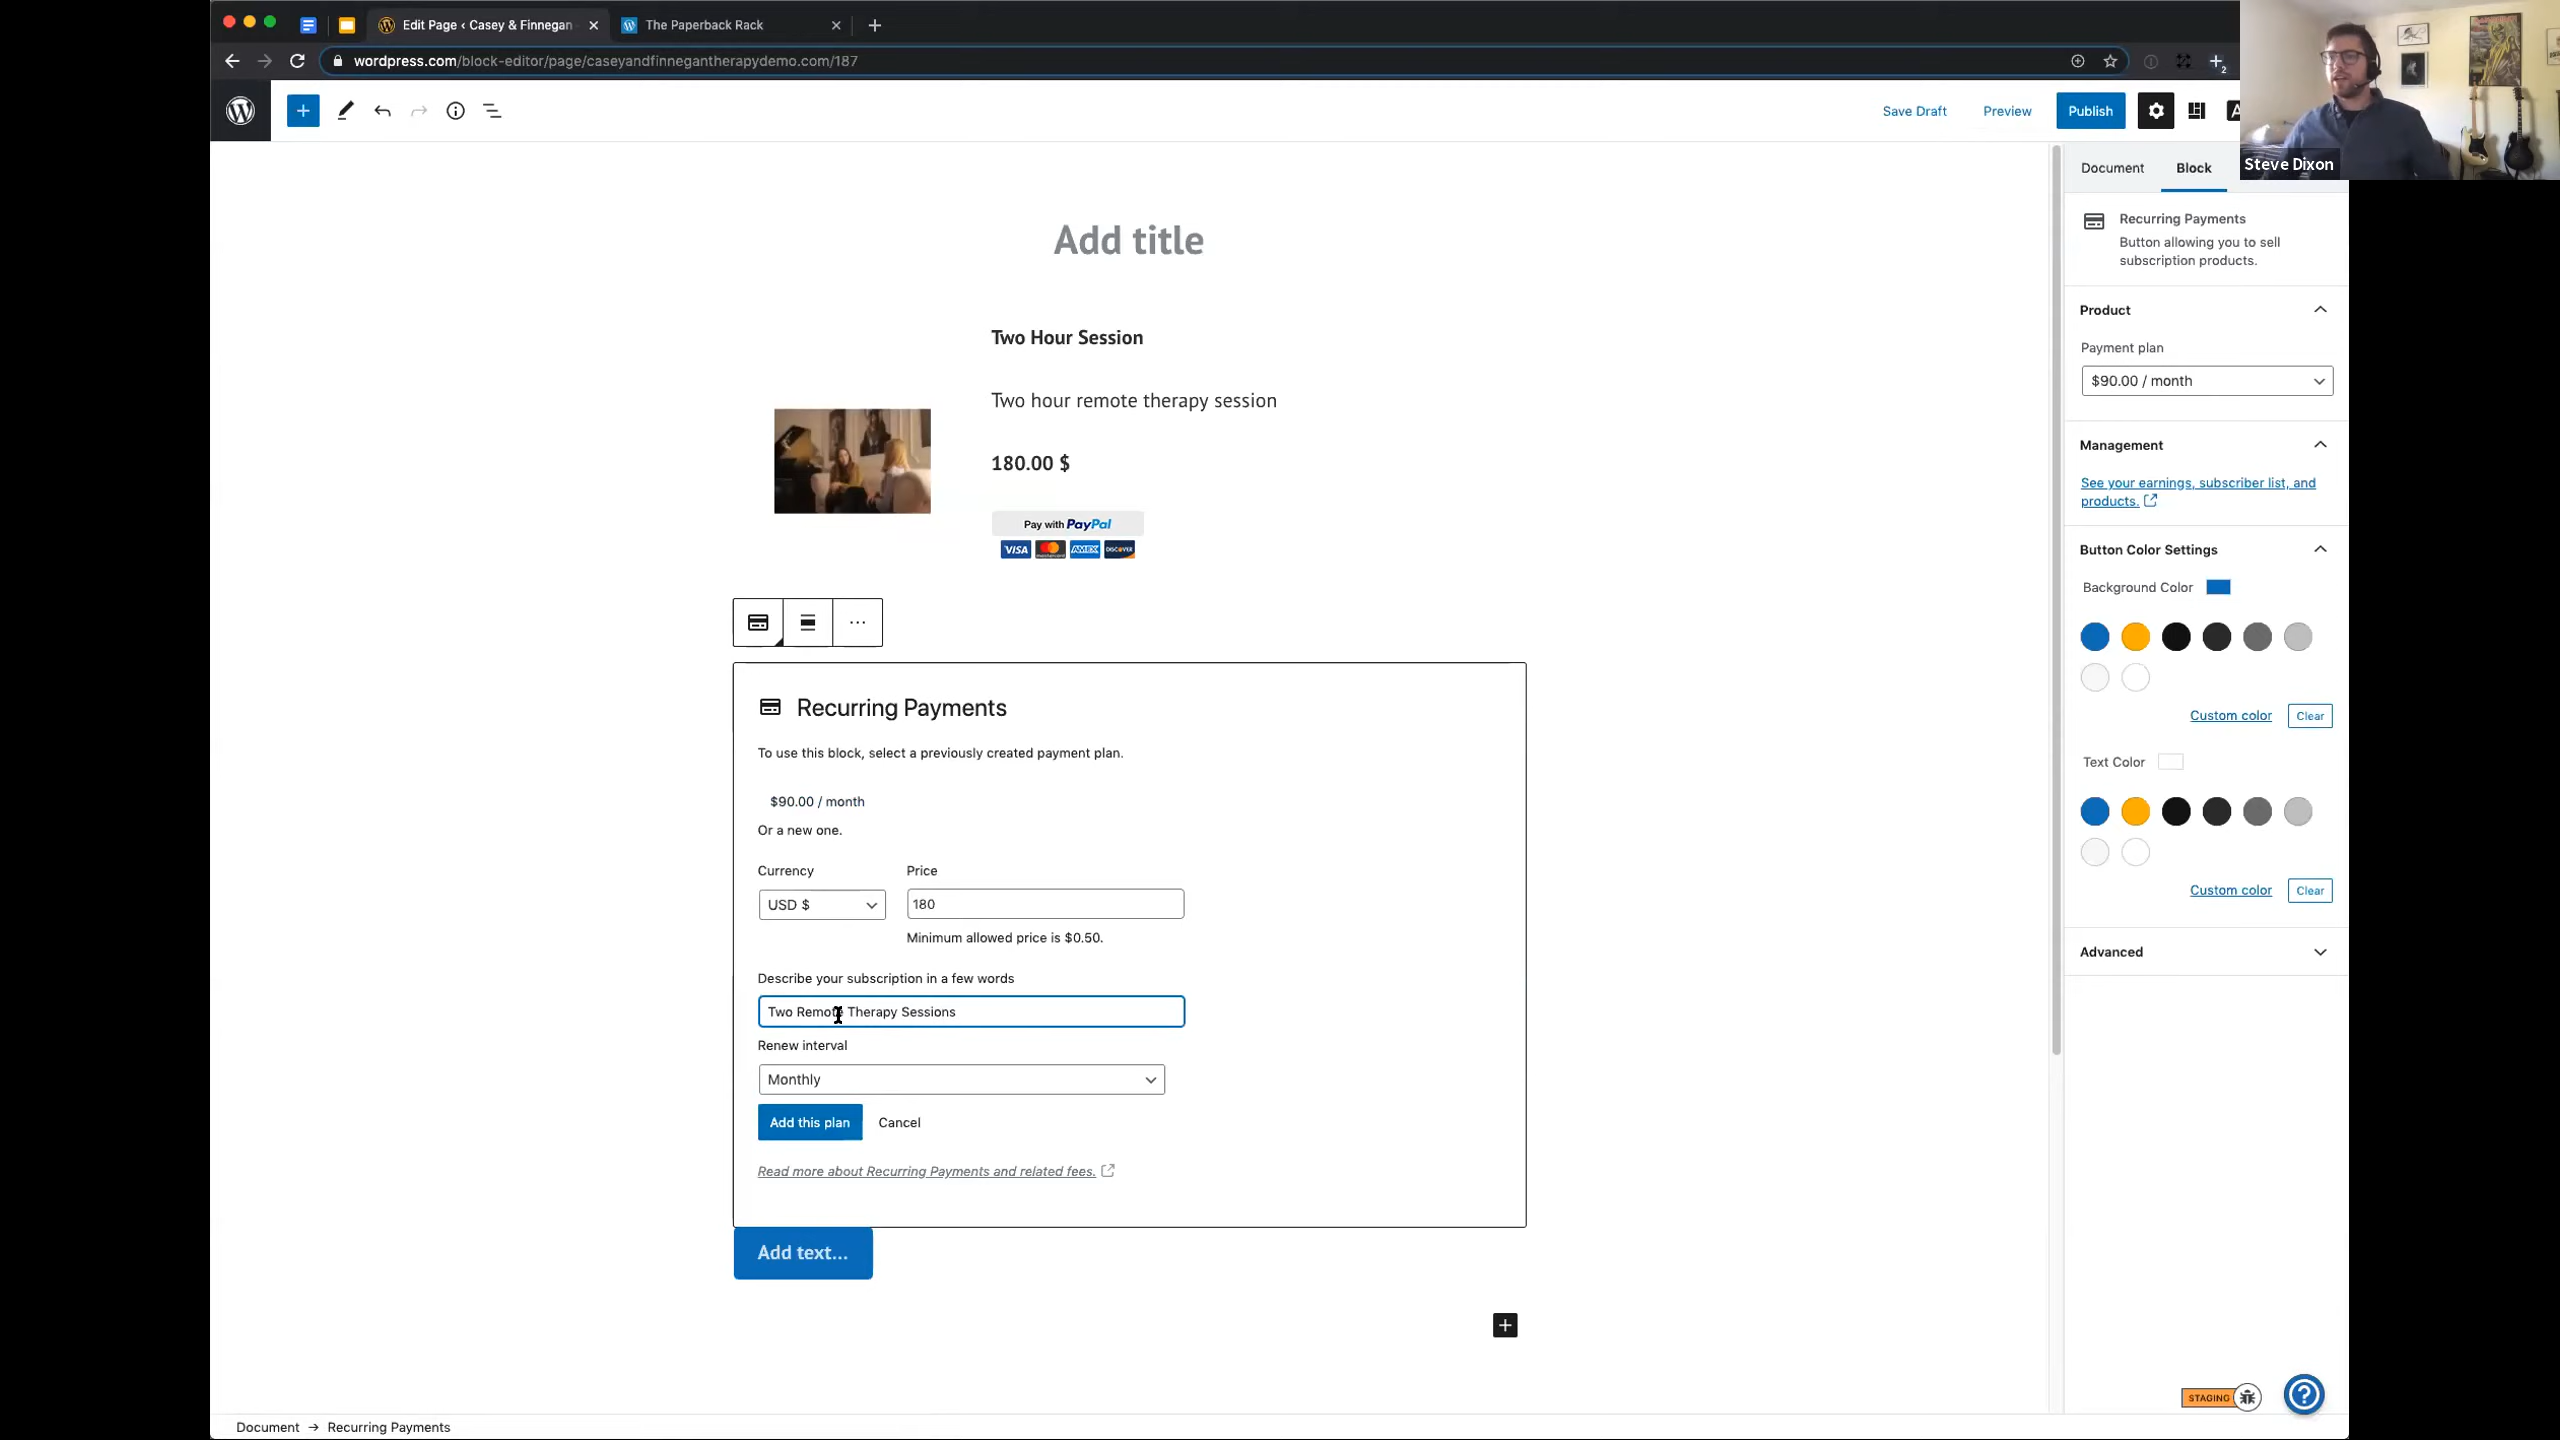 Edit Page ‹ Casey & Finnegan
The Paperback Rack
wordpress.com/block-editor/page/caseyandfinnegantherapydemo.com/187
2
Save Draft
Preview
Publish
Steve Dixon
Document
Block
Add title
Two Hour Session
Two hour remote therapy session
180.00 $
Pay with PayPal
VISA
AMEX
DISCOVER
Recurring Payments
To use this block, select a previously created payment plan.
$90.00 / month
Or a new one.
Currency
Price
USD $
180
Minimum allowed price is $0.50.
Describe your subscription in a few words
Two Remote Therapy Sessions
Renew interval
Monthly
Add this plan
Cancel
Read more about Recurring Payments and related fees.
Add text...
Recurring Payments
Button allowing you to sell
subscription products.
Product
Payment plan
$90.00 / month
Management
See your earnings, subscriber list, and
products.
Button Color Settings
Background Color
Custom color
Clear
Text Color
Custom color
Clear
Advanced
STAGING
Document → Recurring Payments